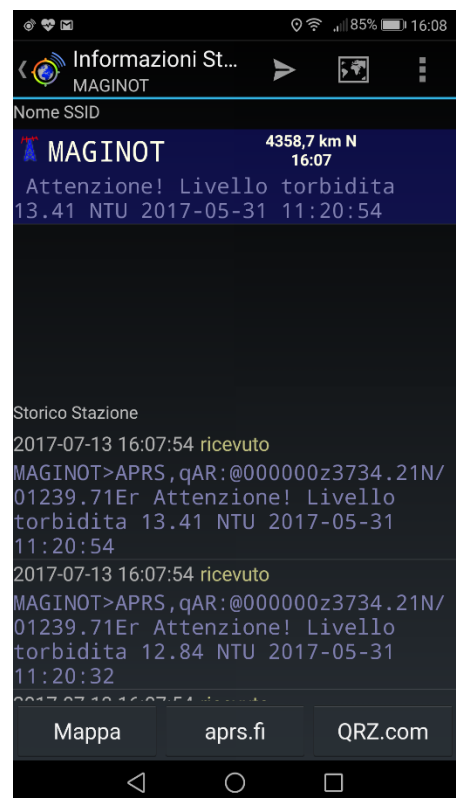 85% 16:08
Informazioni St...
MAGINOT
Nome SSID
MAGINOT
4358,7 km N
16:07
Attenzione! Livello torbidita
13.41 NTU 2017-05-31 11:20:54
Storico Stazione
2017-07-13 16:07:54 ricevuto
MAGINOT>APRS,qAR:@000000z3734.21N/
01239.71Er Attenzione! Livello
torbidita 13.41 NTU 2017-05-31
11:20:54
2017-07-13 16:07:54 ricevuto
MAGINOT>APRS,qAR:@000000z3734.21N/
01239.71Er Attenzione! Livello
torbidita 12.84 NTU 2017-05-31
11:20:32
Mappa aprs.fi QRZ.com